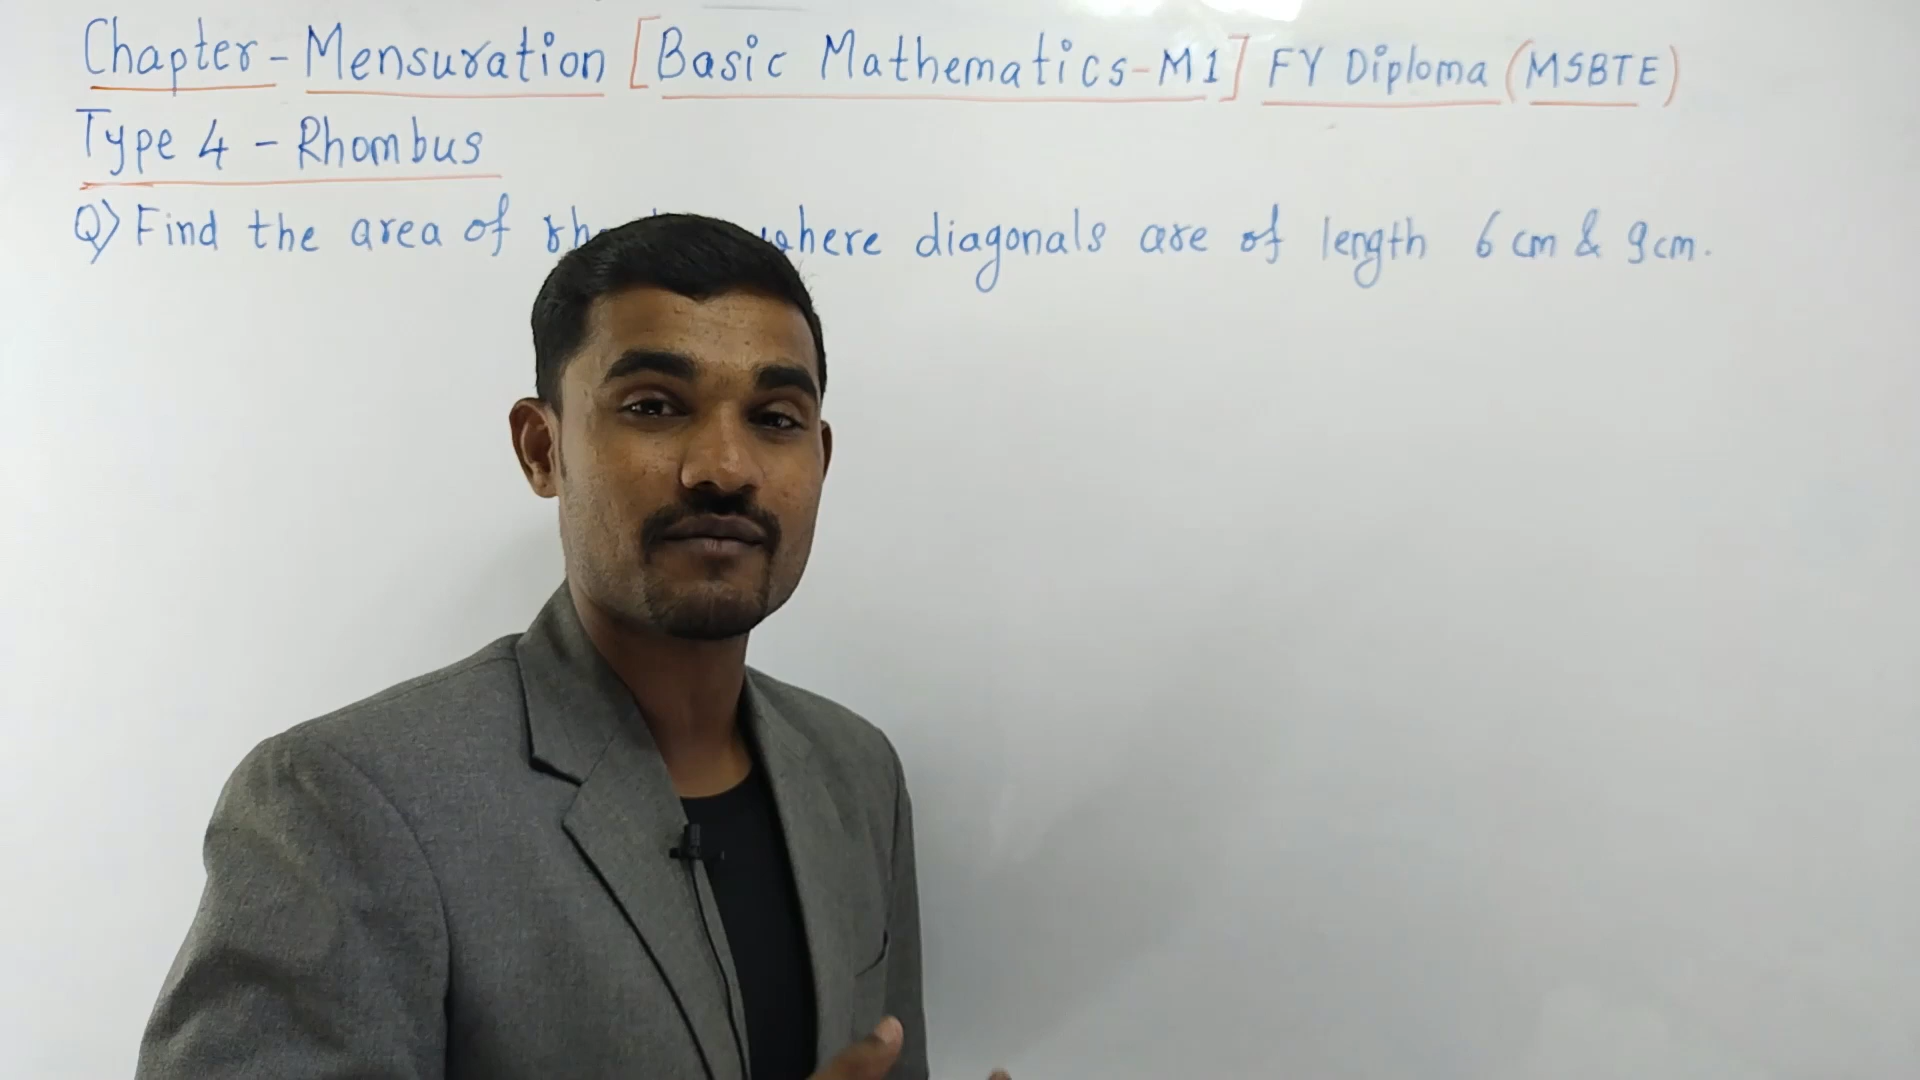 Chapter - Mensuration [Basic Mathematics-M1] FY Diploma (MSBTE)
Type 4 - Rhombus
Q) Find the area of where diagonals are of length 6 cm & 9 cm.